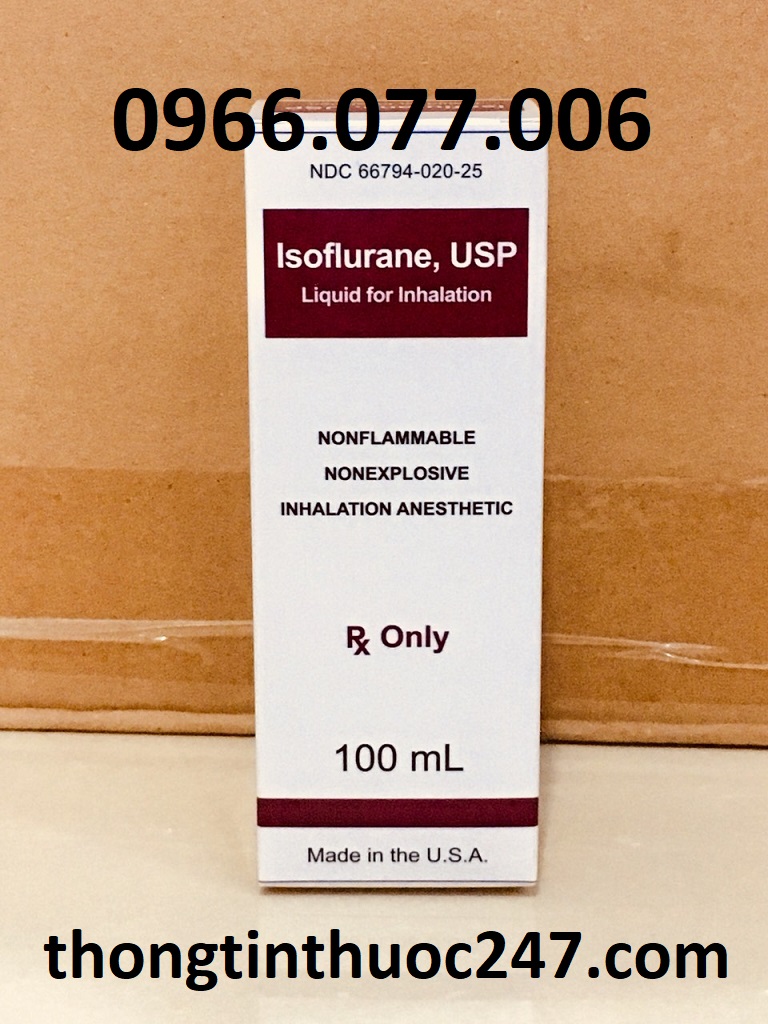 0966.077.006
NDC 66794-020-25
Isoflurane, USP
Liquid for Inhalation
NONFLAMMABLE
NONEXPLOSIVE
INHALATION ANESTHETIC
Rx Only
100 mL
Made in the U.S.A.
thongtinthuoc247.com